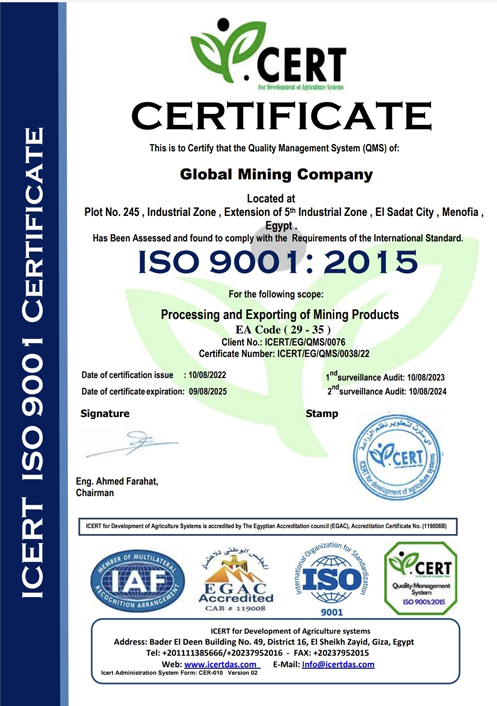 CERT
For Development of Agriculture Systems
ICERT ISO 9001 CERTIFICATE
CERTIFICATE
This is to Certify that the Quality Management System (QMS) of:
Global Mining Company
Located at
Plot No. 245 , Industrial Zone , Extension of 5th Industrial Zone , El Sadat City , Menofia ,
Egypt .
Has Been Assessed and found to comply with the Requirements of the International Standard.
ISO 9001: 2015
For the following scope:
Processing and Exporting of Mining Products
EA Code ( 29 - 35 )
Client No.: ICERT/EG/QMS/0076
Certificate Number: ICERT/EG/QMS/0038/22
Date of certification issue : 10/08/2022
1nd surveillance Audit: 10/08/2023
Date of certificate expiration: 09/08/2025
2nd surveillance Audit: 10/08/2024
Signature
Stamp
CERT
ICERT for development of agriculture systems
Eng. Ahmed Farahat,
Chairman
ICERT for Development of Agriculture Systems is accredited by The Egyptian Accreditation council (EGAC), Accreditation Certificate No. (119008B)
MEMBER OF MULTILATERAL
IAF
RECOGNITION ARRANGEMENT
المجلس الوطني للاعتماد
EGAC
Accredited
CAB # 119008
International Organization for Standardization
ISO
9001
CERT
Quality Management
System
ISO 9001:2015
ICERT for Development of Agriculture systems
Address: Bader El Deen Building No. 49, District 16, El Sheikh Zayid, Giza, Egypt
Tel: +201111385666/+20237952016 - FAX: +20237952015
Web: www.icertdas.com E-Mail: Info@icertdas.com
Icert Administration System Form: CER-010 Version 02